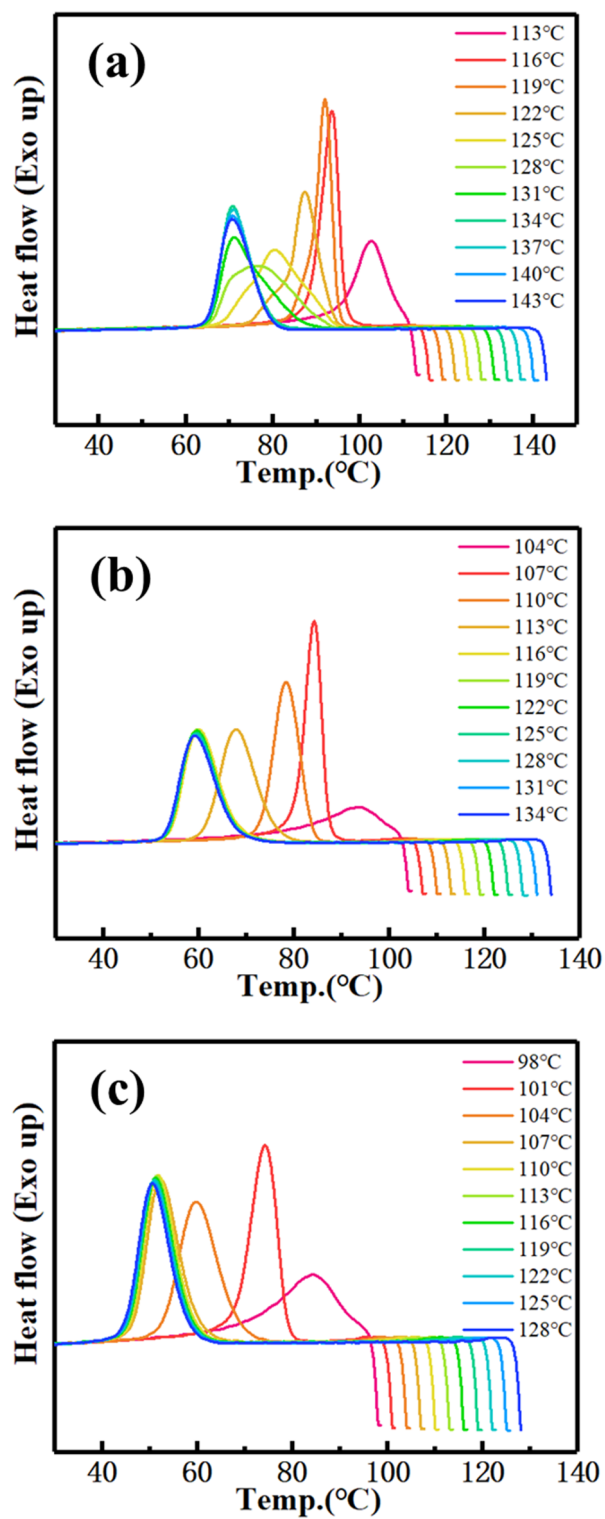 (a)
113℃
116℃
119℃
122℃
125℃
128℃
131℃
134℃
137℃
140℃
143℃
Heat flow (Exo up)
40 60 80 100 120 140
Temp.(℃)
(b)
104℃
107℃
110℃
113℃
116℃
119℃
122℃
125℃
128℃
131℃
134℃
Heat flow (Exo up)
40 60 80 100 120 140
Temp.(℃)
(c)
98℃
101℃
104℃
107℃
110℃
113℃
116℃
119℃
122℃
125℃
128℃
Heat flow (Exo up)
40 60 80 100 120 140
Temp.(℃)